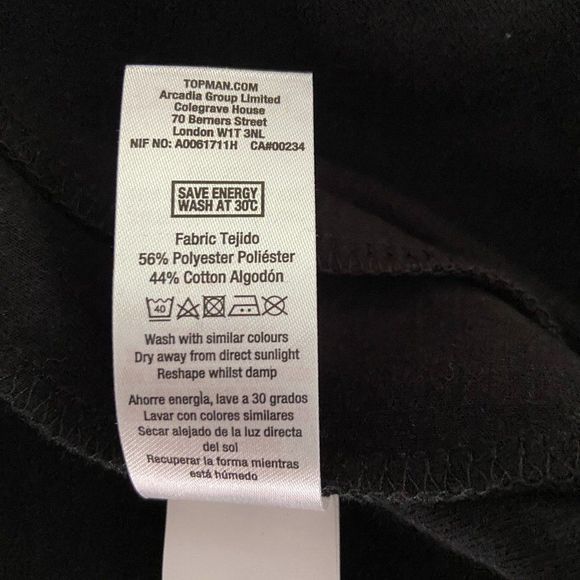 TOPMAN.COM
Arcadia Group Limited
Colegrave House
70 Berners Street
London W1T 3NL
NIF NO: A0061711H CA#00234
SAVE ENERGY
WASH AT 30°C
Fabric Tejido
56% Polyester Poliéster
44% Cotton Algodón
40
Wash with similar colours
Dry away from direct sunlight
Reshape whilst damp
Ahorre energía, lave a 30 grados
Lavar con colores similares
Secar alejado de la luz directa
del sol
Recuperar la forma mientras
está húmedo